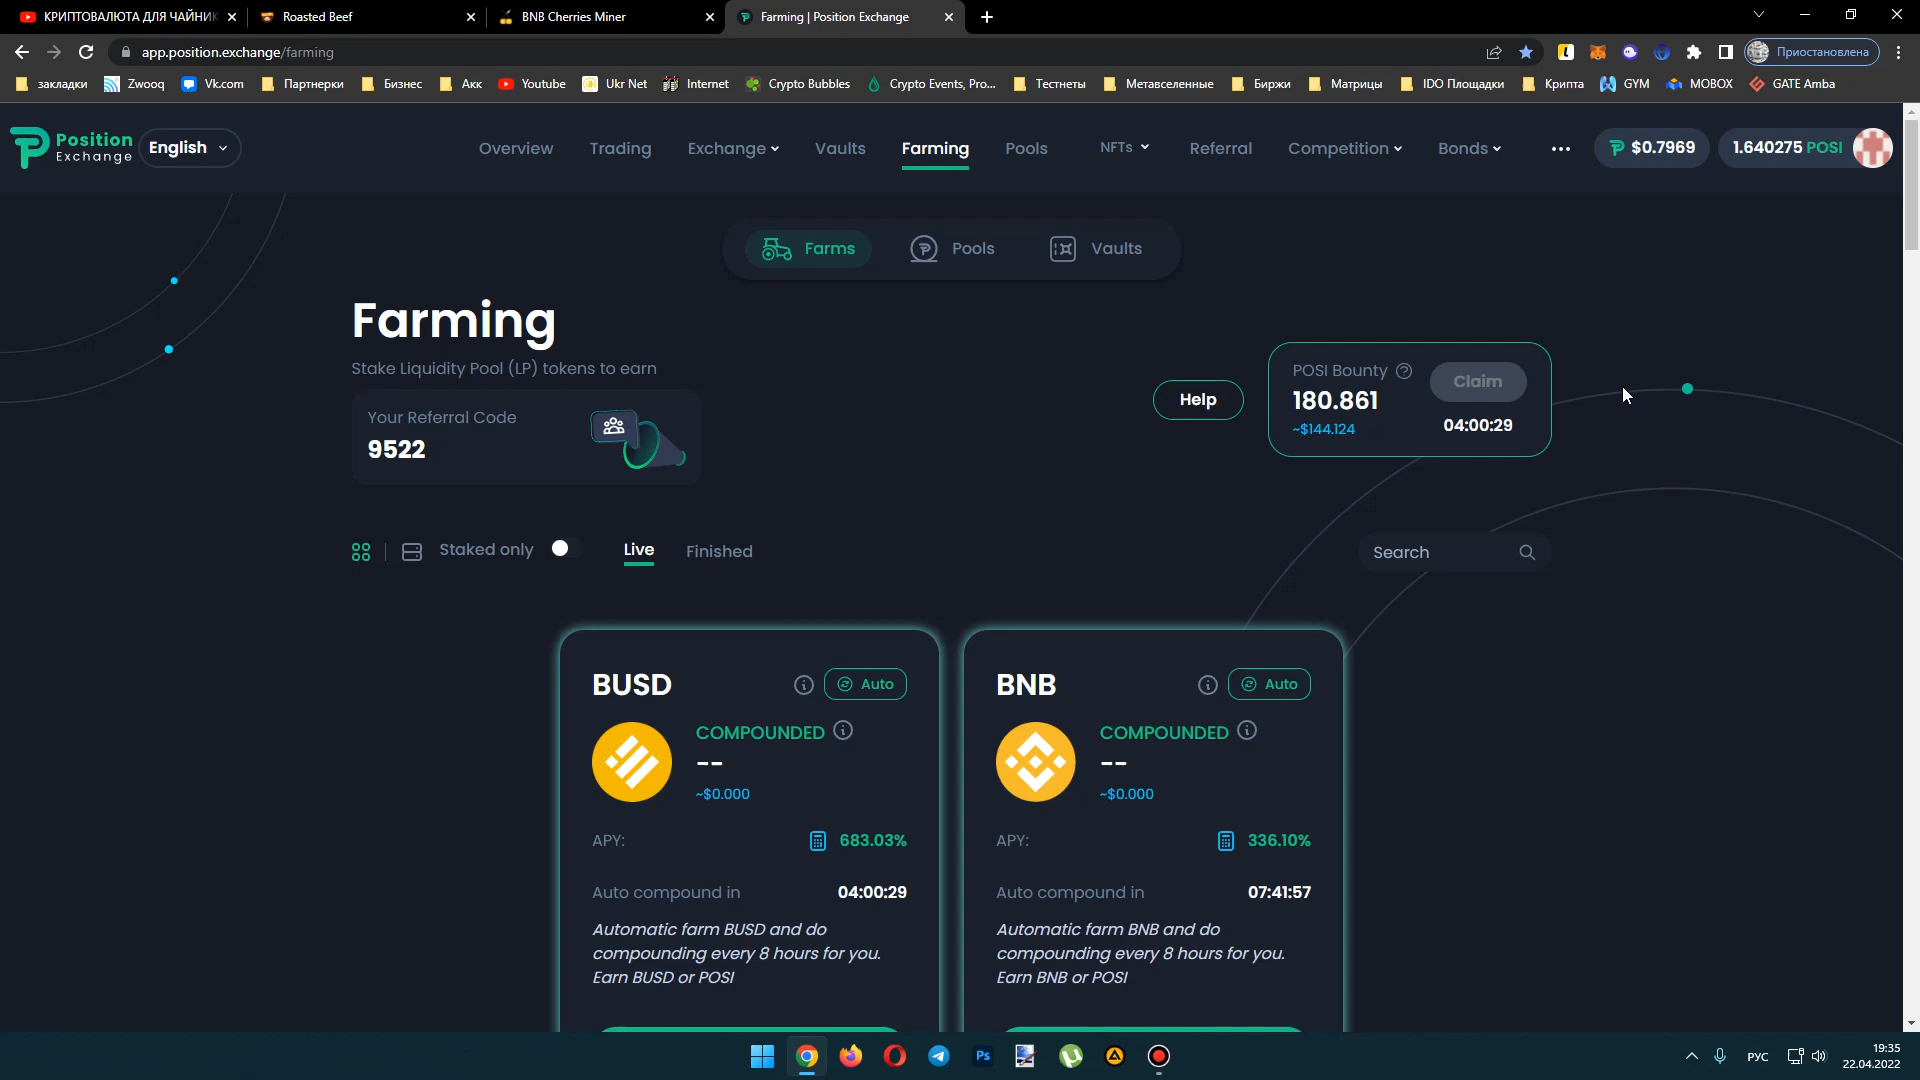 КРИПТОВАЛЮТА ДЛЯ ЧАЙНИК
Roasted Beef
BNB Cherries Miner
Farming | Position Exchange
app.position.exchange/farming
Приостановлена
закладки
Zwooq
Vk.com
Партнерки
Бизнес
Акк
Youtube
Ukr Net
Internet
Crypto Bubbles
Crypto Events, Pro...
Тестнеты
Метавселенные
Биржи
Матрицы
IDO Площадки
Крипта
GYM
MOBOX
GATE Amba
Position
Exchange
English
Overview
Trading
Exchange
Vaults
Farming
Pools
NFTs
Referral
Competition
Bonds
$0.7969
1.640275 POSI
Farms
Pools
Vaults
Farming
Stake Liquidity Pool (LP) tokens to earn
Your Referral Code
9522
Help
POSI Bounty
180.861
~$144.124
Claim
04:00:29
Staked only
Live
Finished
Search
BUSD
Auto
COMPOUNDED
--
~$0.000
APY:
683.03%
Auto compound in
04:00:29
Automatic farm BUSD and do
compounding every 8 hours for you.
Earn BUSD or POSI
BNB
Auto
COMPOUNDED
--
~$0.000
APY:
336.10%
Auto compound in
07:41:57
Automatic farm BNB and do
compounding every 8 hours for you.
Earn BNB or POSI
Ps
РУС
19:35
22.04.2022